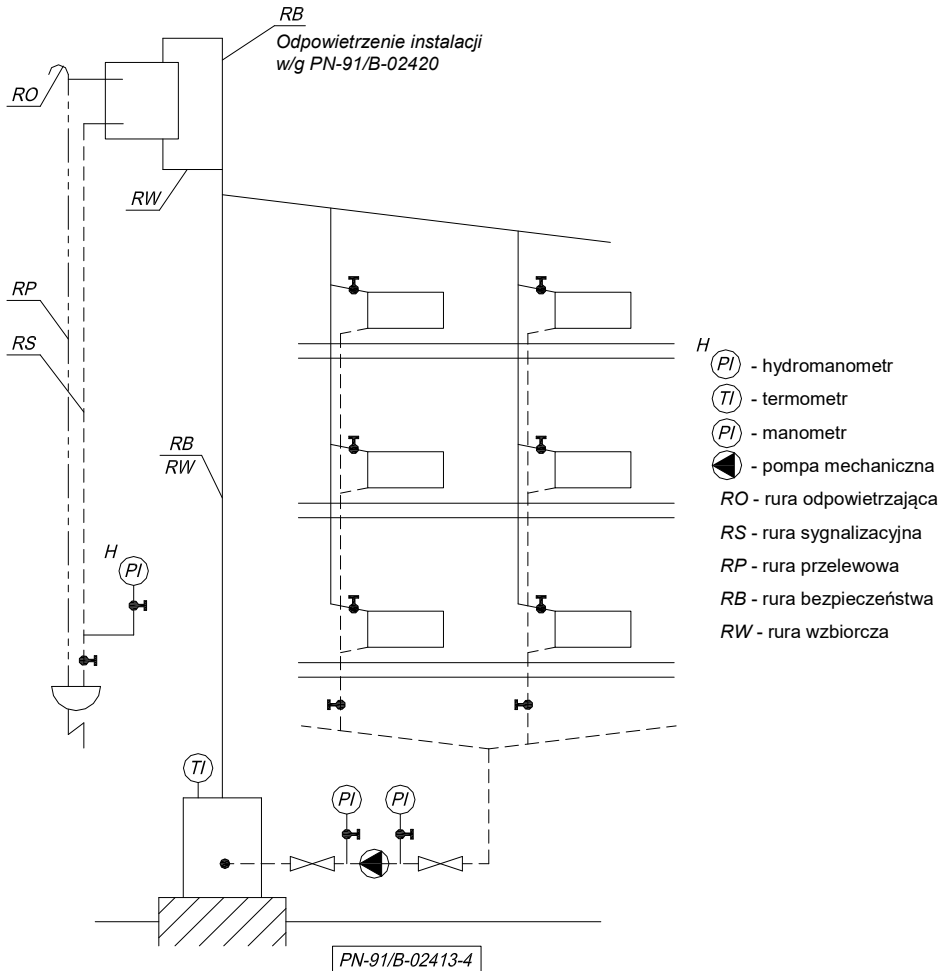 RB
Odpowietrzenie instalacji
w/g PN-91/B-02420
RO
RW
RP
RS
RB
RW
H
PI
TI
PI
PI
H
PI - hydromanometr
TI - termometr
PI - manometr
- pompa mechaniczna
RO - rura odpowietrzająca
RS - rura sygnalizacyjna
RP - rura przelewowa
RB - rura bezpieczeństwa
RW - rura wzbiorcza
PN-91/B-02413-4